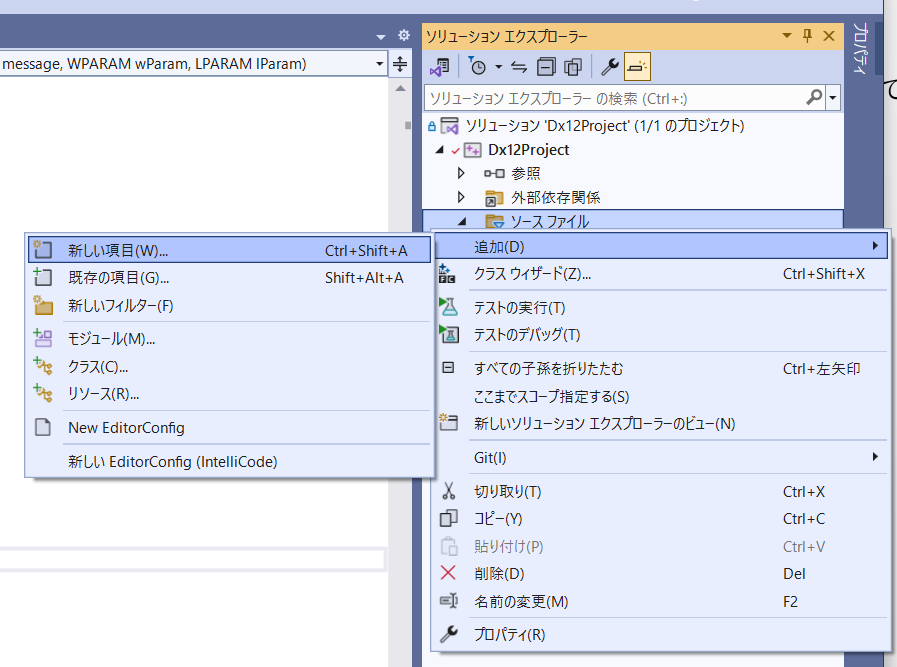 message, WPARAM wParam, LPARAM lParam)
ソリューション エクスプローラー
ソリューション エクスプローラー の検索 (Ctrl+:)
ソリューション 'Dx12Project' (1/1 のプロジェクト)
Dx12Project
参照
外部依存関係
ソース ファイル
プロパティ
で
新しい項目(W)... Ctrl+Shift+A
既存の項目(G)... Shift+Alt+A
新しいフィルター(F)
モジュール(M)...
クラス(C)...
リソース(R)...
New EditorConfig
新しい EditorConfig (IntelliCode)
追加(D)
クラス ウィザード(Z)... Ctrl+Shift+X
テストの実行(T)
テストのデバッグ(T)
すべての子孫を折りたたむ Ctrl+左矢印
ここまでスコープ指定する(S)
新しいソリューション エクスプローラーのビュー(N)
Git(I)
切り取り(T) Ctrl+X
コピー(Y) Ctrl+C
貼り付け(P) Ctrl+V
削除(D) Del
名前の変更(M) F2
プロパティ(R)